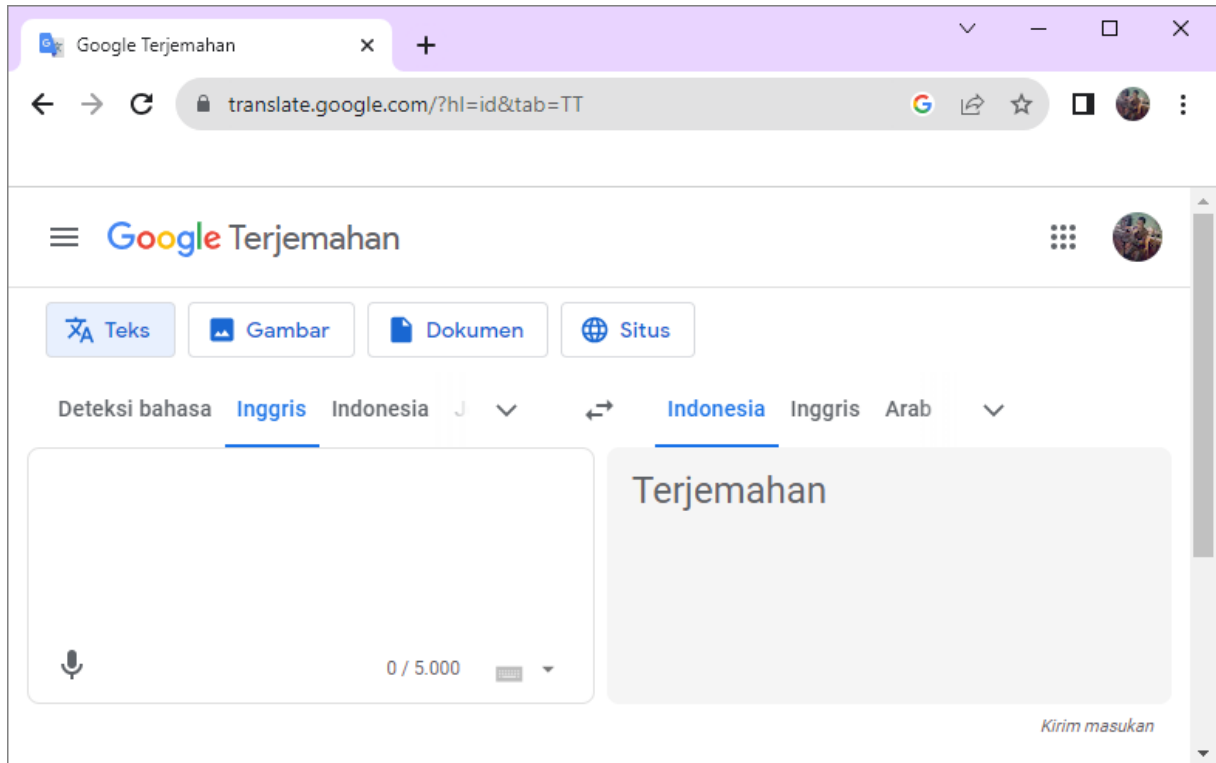 Google Terjemahan
translate.google.com/?hl=id&tab=TT
Google Terjemahan
Teks Gambar Dokumen Situs
Deteksi bahasa Inggris Indonesia Indonesia Inggris Arab
Terjemahan
0 / 5.000
Kirim masukan